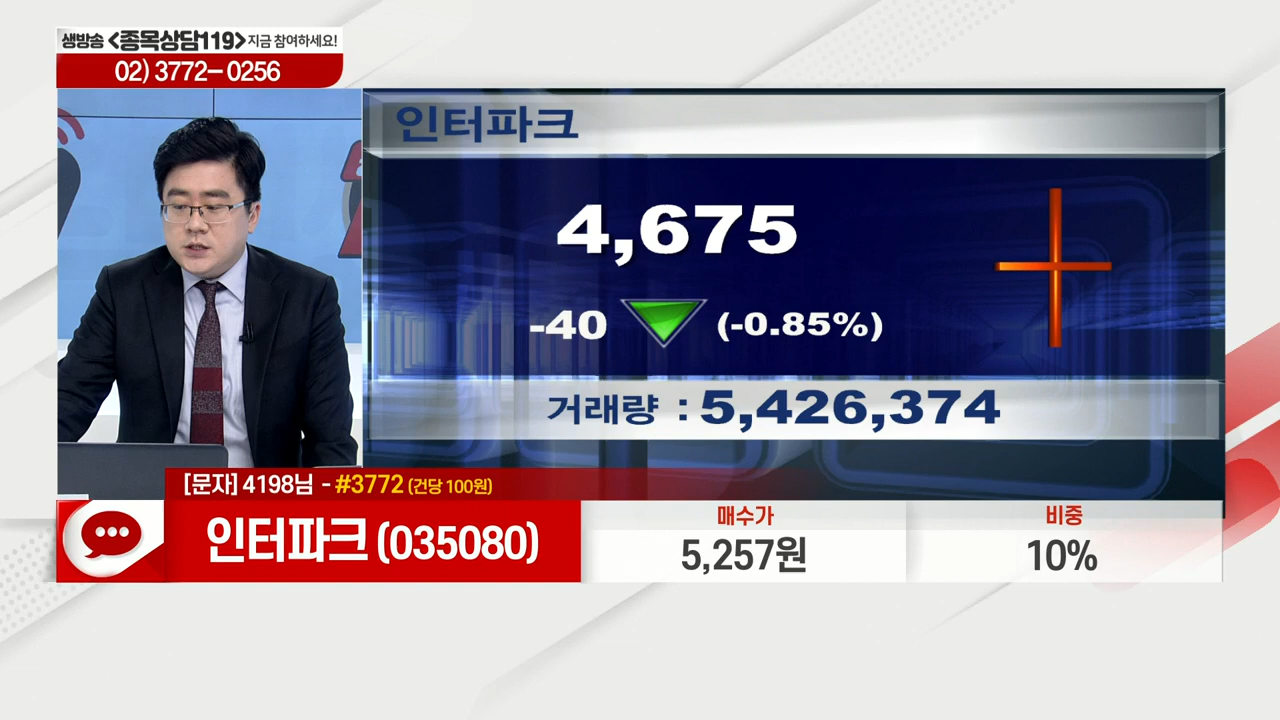 생방송 <종목상담119> 지금 참여하세요!
02) 3772-0256
인터파크
4,675
-40 (-0.85%)
거래량 : 5,426,374
[문자] 4198님 - #3772 (건당 100원)
인터파크 (035080)
매수가
5,257원
비중
10%